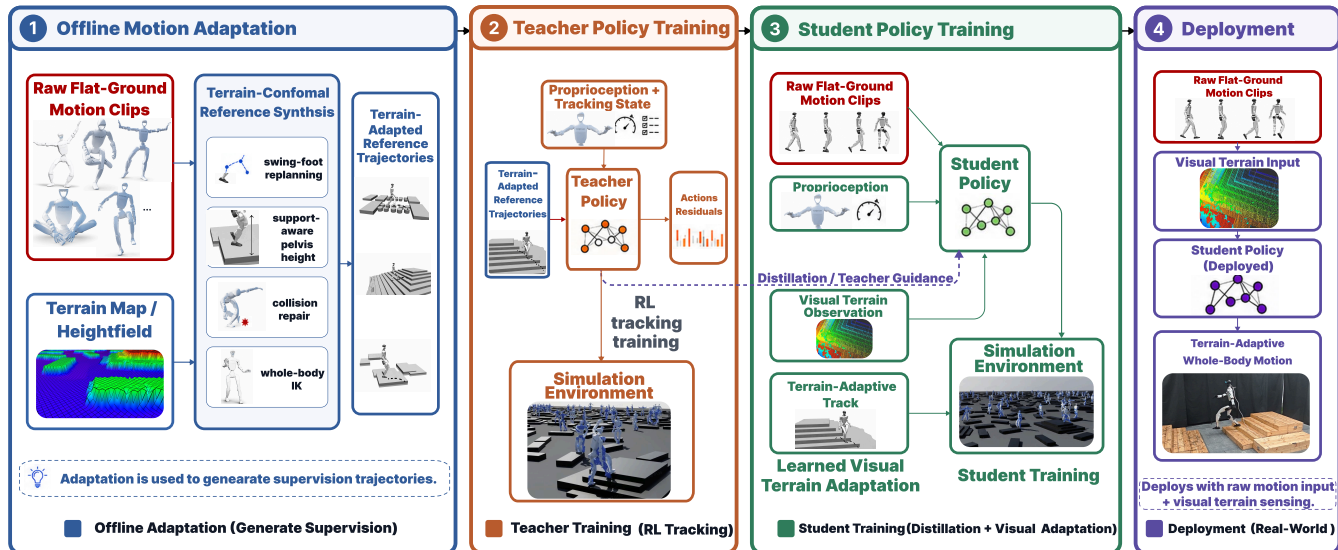 1 Offline Motion Adaptation
Raw Flat-Ground
Motion Clips
...
Terrain Map /
Heightfield
Terrain-Confomal
Reference Synthsis
swing-foot
replanning
support-
aware
pelvis
height
collision
repair
whole-body
IK
Terrain-
Adapted
Reference
Trajectories
Adaptation is used to genearate supervision trajectories.
Offline Adaptation (Generate Supervision)
2 Teacher Policy Training
Proprioception +
Tracking State
Terrain-
Adapted
Reference
Trajectories
Teacher
Policy
Actions
Residuals
RL
tracking
training
Simulation
Environment
Teacher Training (RL Tracking)
3 Student Policy Training
Raw Flat-Ground
Motion Clips
Proprioception
Student
Policy
Distillation / Teacher Guidance
Visual Terrain
Observation
Terrain-Adaptive
Track
Learned Visual
Terrain Adaptation
Simulation
Environment
Student Training
Student Training (Distillation + Visual Adaptation)
4 Deployment
Raw Flat-Ground
Motion Clips
Visual Terrain Input
Student Policy
(Deployed)
Terrain-Adaptive
Whole-Body Motion
Deploys with raw motion input
+ visual terrain sensing.
Deployment (Real-World)